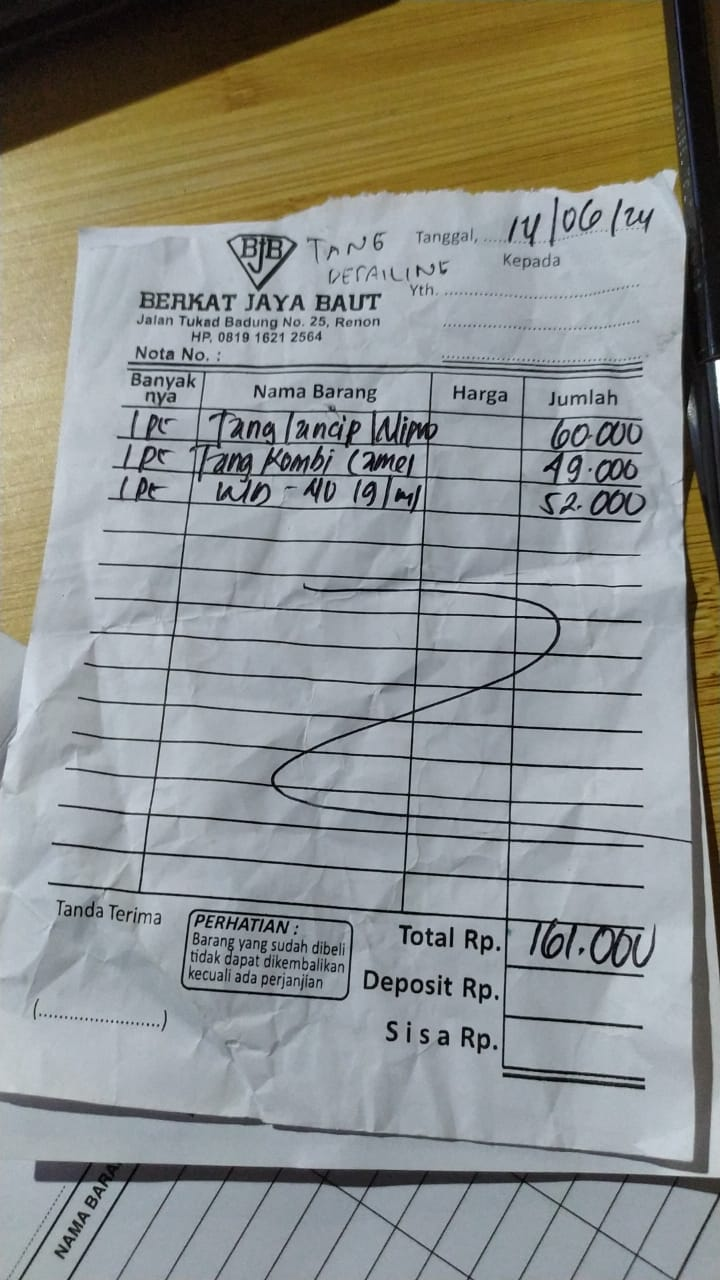 BJB TANG Tanggal, 14/06/24
DETAILING Kepada
Yth.
BERKAT JAYA BAUT
Jalan Tukad Badung No. 25, Renon
HP. 0819 1621 2564
Nota No. :
Banyak nya Nama Barang Harga Jumlah
1 pc Tang lancip 60.000
1 pc Tang Kombi Camel 49.000
1 pc WD-40 191 ml 52.000
Tanda Terima
PERHATIAN :
Barang yang sudah dibeli
tidak dapat dikembalikan
kecuali ada perjanjian
(........................)
Total Rp. 161.000
Deposit Rp.
Sisa Rp.
NAMA BARA